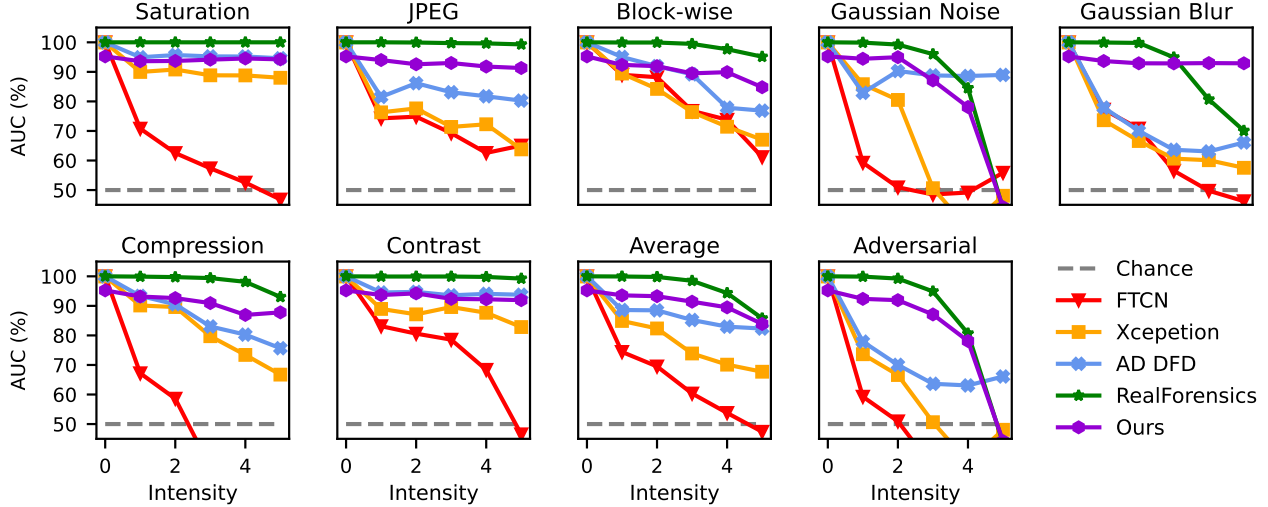 Saturation JPEG Block-wise Gaussian Noise Gaussian Blur
100
90
80
70
60
50
AUC (%)
Compression Contrast Average Adversarial
100
90
80
70
60
50
AUC (%)
0 2 4 0 2 4 0 2 4 0 2 4
Intensity Intensity Intensity Intensity
Chance
FTCN
Xcepetion
AD DFD
RealForensics
Ours